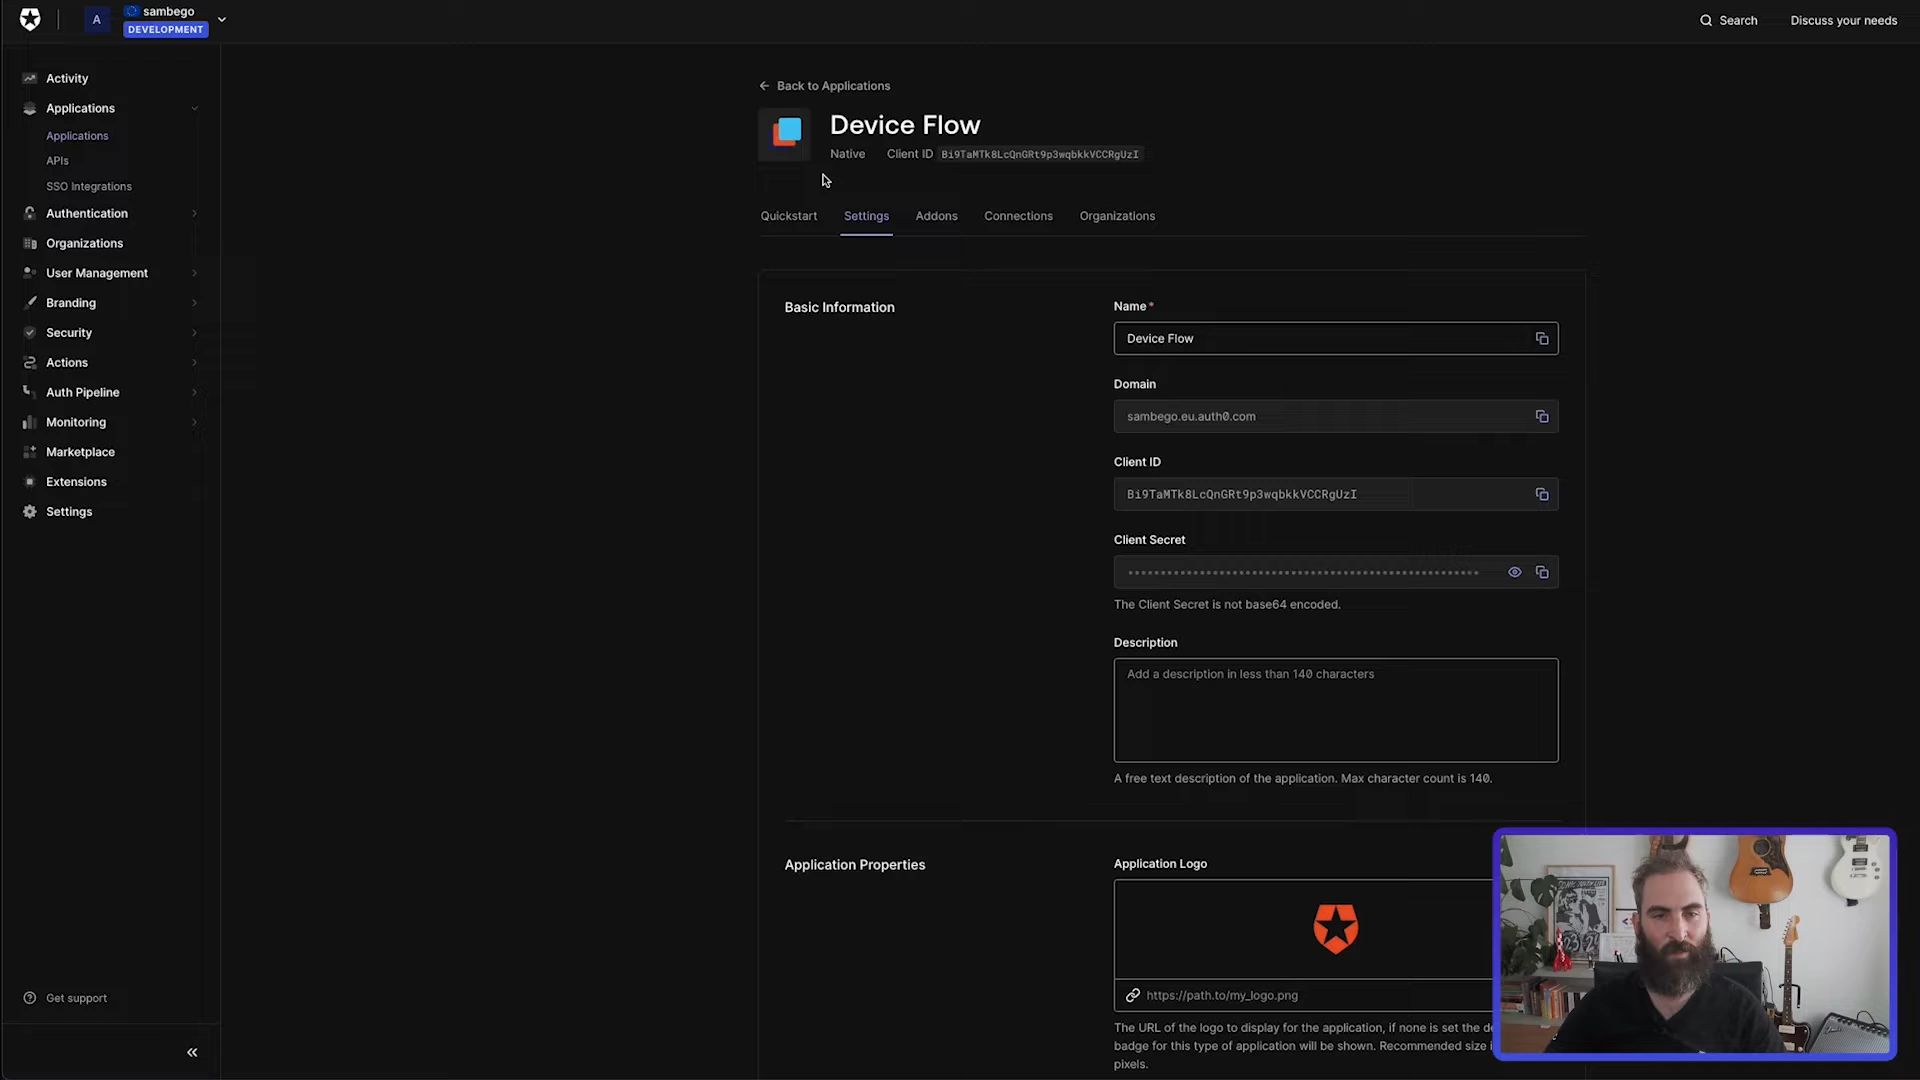 A
sambego
DEVELOPMENT
Search
Discuss your needs
Activity
Applications
Applications
APIs
SSO Integrations
Authentication
Organizations
User Management
Branding
Security
Actions
Auth Pipeline
Monitoring
Marketplace
Extensions
Settings
Get support
Back to Applications
Device Flow
Native
Client ID Bi9TaMTk8LcQnGRt9p3wqbkkVCCRgUzI
Quickstart
Settings
Addons
Connections
Organizations
Basic Information
Name*
Device Flow
Domain
sambego.eu.auth0.com
Client ID
Bi9TaMTk8LcQnGRt9p3wqbkkVCCRgUzI
Client Secret
The Client Secret is not base64 encoded.
Description
Add a description in less than 140 characters
A free text description of the application. Max character count is 140.
Application Properties
Application Logo
https://path.to/my_logo.png
The URL of the logo to display for the application, if none is set the de
badge for this type of application will be shown. Recommended size i
pixels.